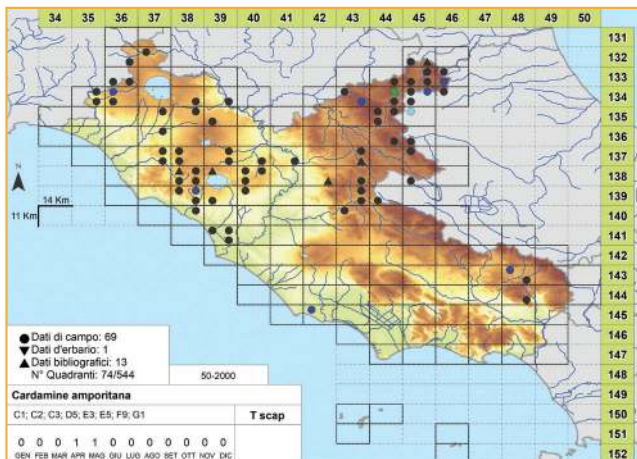 34 35 36 37 38 39 40 41 42 43 44 45 46 47 48 49 50
131
132
133
134
135
136
137
138
139
140
141
142
143
144
145
146
147
148
149
150
151
152
N
14 Km
11 Km
Dati di campo: 69
Dati d'erbario: 1
Dati bibliografici: 13
N° Quadranti: 74/544
50-2000
Cardamine amporitana
C1; C2; C3; D5; E3; E5; F9; G1
T scap
0 0 0 1 1 0 0 0 0 0 0 0
GEN FEB MAR APR MAG GIU LUG AGO SET OTT NOV DIC